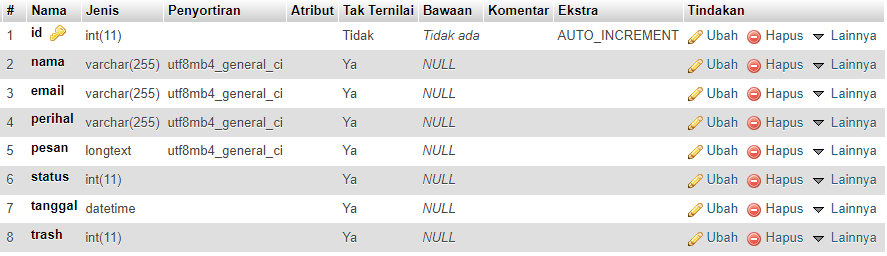 # Nama Jenis Penyortiran Atribut Tak Ternilai Bawaan Komentar Ekstra Tindakan
1 id int(11) Tidak Tidak ada AUTO_INCREMENT Ubah Hapus Lainnya
2 nama varchar(255) utf8mb4_general_ci Ya NULL Ubah Hapus Lainnya
3 email varchar(255) utf8mb4_general_ci Ya NULL Ubah Hapus Lainnya
4 perihal varchar(255) utf8mb4_general_ci Ya NULL Ubah Hapus Lainnya
5 pesan longtext utf8mb4_general_ci Ya NULL Ubah Hapus Lainnya
6 status int(11) Ya NULL Ubah Hapus Lainnya
7 tanggal datetime Ya NULL Ubah Hapus Lainnya
8 trash int(11) Ya NULL Ubah Hapus Lainnya